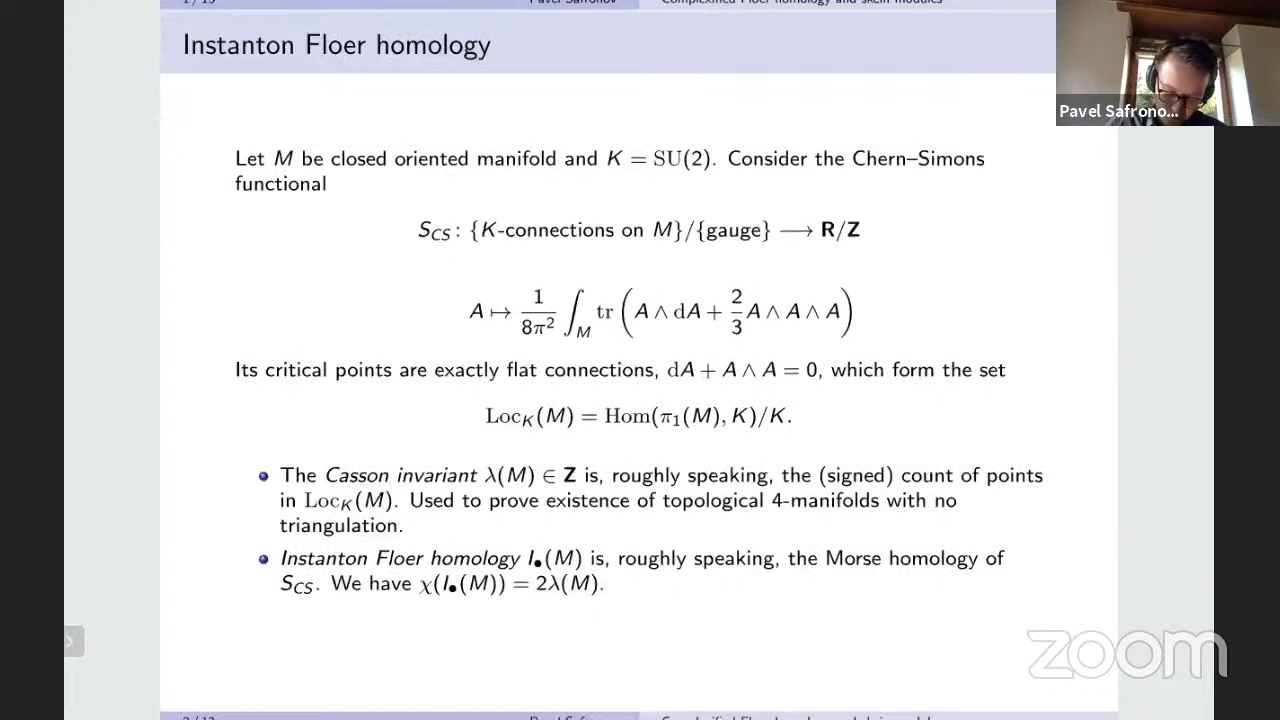 Instanton Floer homology
Pavel Safrono...
Let M be closed oriented manifold and K = SU(2). Consider the Chern–Simons
functional
S_CS : {K-connections on M}/{gauge} ⟶ R/Z
A ↦ 1/8π² ∫_M tr (A ∧ dA + 2/3 A ∧ A ∧ A)
Its critical points are exactly flat connections, dA + A ∧ A = 0, which form the set
Loc_K(M) = Hom(π₁(M), K)/K.
• The Casson invariant λ(M) ∈ Z is, roughly speaking, the (signed) count of points
in Loc_K(M). Used to prove existence of topological 4-manifolds with no
triangulation.
• Instanton Floer homology I•(M) is, roughly speaking, the Morse homology of
S_CS. We have χ(I•(M)) = 2λ(M).
zoom